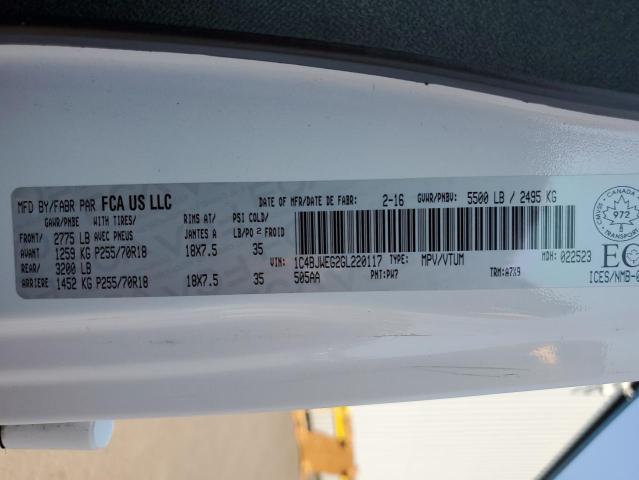 MFD BY/FABR PAR FCA US LLC DATE OF MFR/DATE DE FABR: 2-16 GVWR/PNBV: 5500 LB / 2495 KG
GAWR/PNBE WITH TIRES/ RIMS AT/ PSI COLD/
FRONT/ 2775 LB AVEC PNEUS JANTES A LB/PO 2 FROID
AVANT 1259 KG P255/70R18 18X7.5 35
REAR/ 3200 LB
ARRIERE 1452 KG P255/70R18 18X7.5 35
VIN: 1C4BJWEG2GL220117 TYPE: MPV/VTUM MDH: 022523
505AA PNT: PW7 TRM: A7X9
CMVSS CANADA
972
TRANSPORT
ICES/NMB-